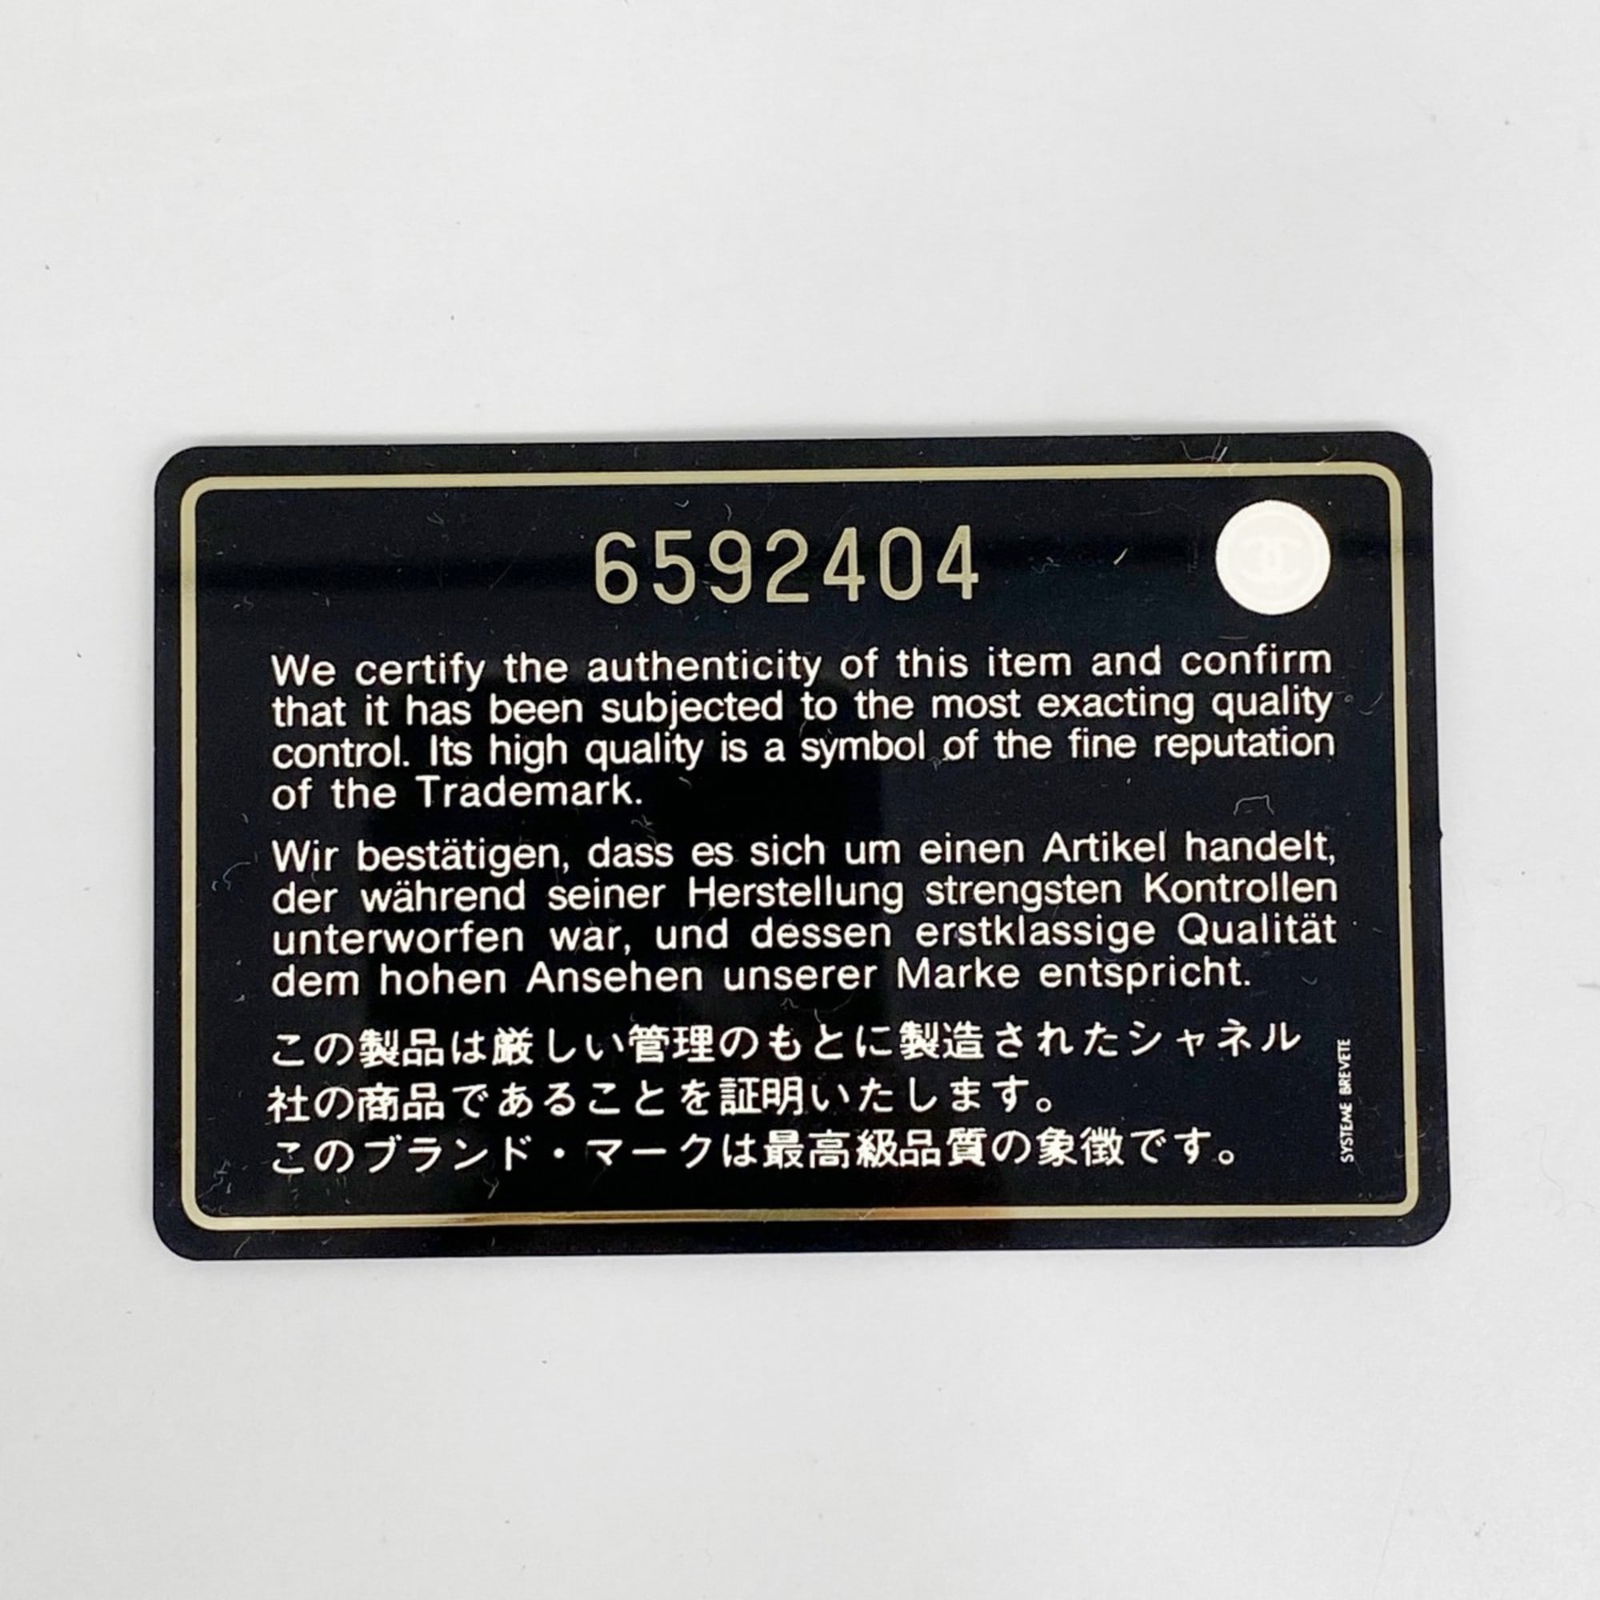 6592404
We certify the authenticity of this item and confirm
that it has been subjected to the most exacting quality
control. Its high quality is a symbol of the fine reputation
of the Trademark.
Wir bestätigen, dass es sich um einen Artikel handelt,
der während seiner Herstellung strengsten Kontrollen
unterworfen war, und dessen erstklassige Qualität
dem hohen Ansehen unserer Marke entspricht.
この製品は厳しい管理のもとに製造されたシャネル
社の商品であることを証明いたします。
このブランド・マークは最高級品質の象徴です。
SYSTEME BREVETE